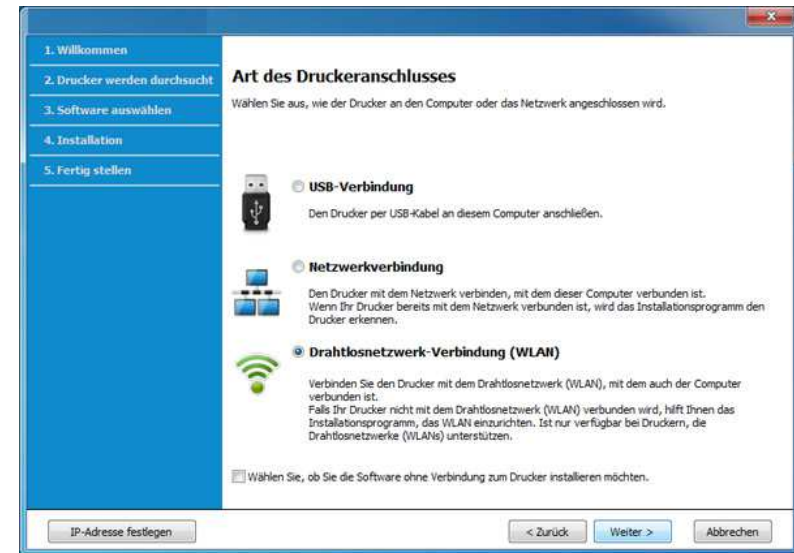 1. Willkommen
2. Drucker werden durchsucht
3. Software auswählen
4. Installation
5. Fertig stellen
Art des Druckeranschlusses
Wählen Sie aus, wie der Drucker an den Computer oder das Netzwerk angeschlossen wird.
USB-Verbindung
Den Drucker per USB-Kabel an diesem Computer anschließen.
Netzwerkverbindung
Den Drucker mit dem Netzwerk verbinden, mit dem dieser Computer verbunden ist.
Wenn Ihr Drucker bereits mit dem Netzwerk verbunden ist, wird das Installationsprogramm den
Drucker erkennen.
Drahtlosnetzwerk-Verbindung (WLAN)
Verbinden Sie den Drucker mit dem Drahtlosnetzwerk (WLAN), mit dem auch der Computer
verbunden ist.
Falls Ihr Drucker nicht mit dem Drahtlosnetzwerk (WLAN) verbunden wird, hilft Ihnen das
Installationsprogramm, das WLAN einzurichten. Ist nur verfügbar bei Druckern, die
Drahtlosnetzwerke (WLANs) unterstützen.
Wählen Sie, ob Sie die Software ohne Verbindung zum Drucker installieren möchten.
IP-Adresse festlegen
< Zurück
Weiter >
Abbrechen